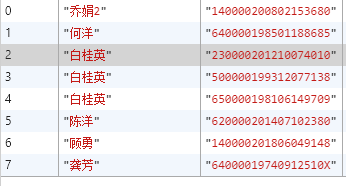 0 "乔娟2" "140000200802153680"
1 "何洋" "640000198501188685"
2 "白桂英" "230000201210074010"
3 "白桂英" "500000199312077138"
4 "白桂英" "650000198106149709"
5 "陈洋" "620000201407102380"
6 "顾勇" "140000201806049148"
7 "龚芳" "64000019740912510X"